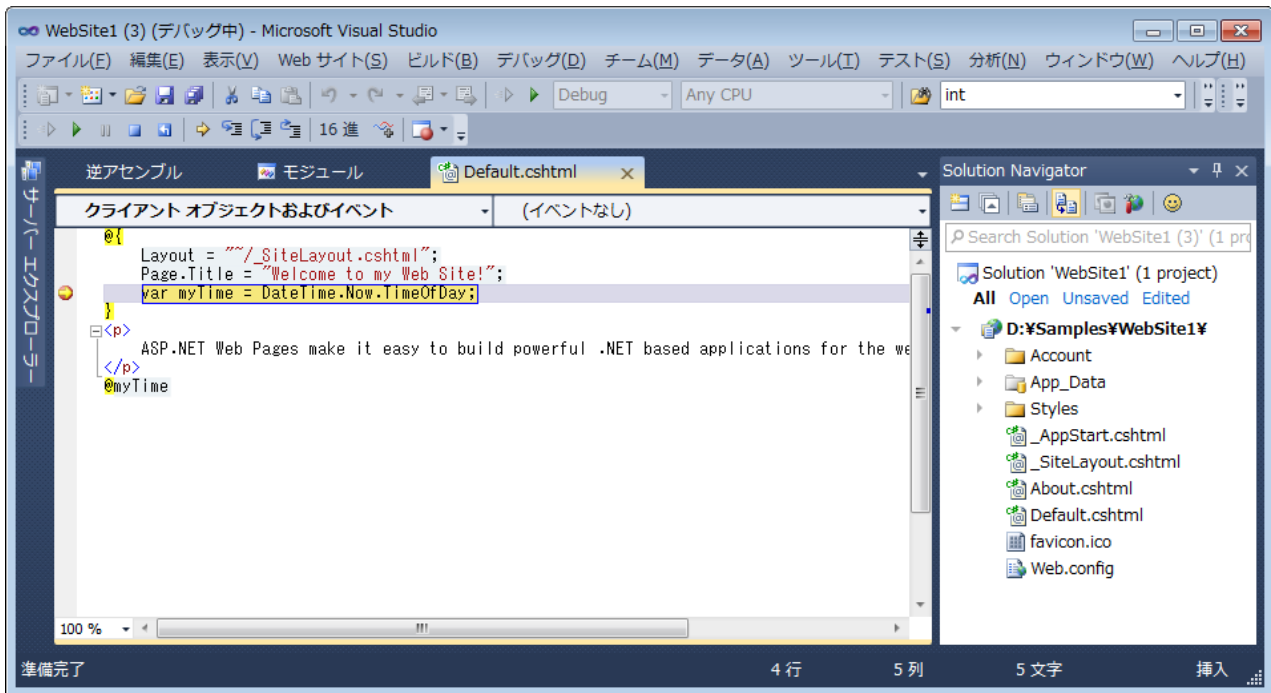 WebSite1 (3) (デバッグ中) - Microsoft Visual Studio
ファイル(F) 編集(E) 表示(V) Web サイト(S) ビルド(B) デバッグ(D) チーム(M) データ(A) ツール(T) テスト(S) 分析(N) ウィンドウ(W) ヘルプ(H)
Debug Any CPU int
16 進
サーバー エクスプローラー
逆アセンブル モジュール Default.cshtml
クライアント オブジェクトおよびイベント (イベントなし)
@{
Layout = "~/_SiteLayout.cshtml";
Page.Title = "Welcome to my Web Site!";
var myTime = DateTime.Now.TimeOfDay;
}
<p>
ASP.NET Web Pages make it easy to build powerful .NET based applications for the we
</p>
@myTime
100 %
Solution Navigator
Search Solution 'WebSite1 (3)' (1 pro
Solution 'WebSite1' (1 project)
All Open Unsaved Edited
D:¥Samples¥WebSite1¥
Account
App_Data
Styles
_AppStart.cshtml
_SiteLayout.cshtml
About.cshtml
Default.cshtml
favicon.ico
Web.config
準備完了 4 行 5 列 5 文字 挿入